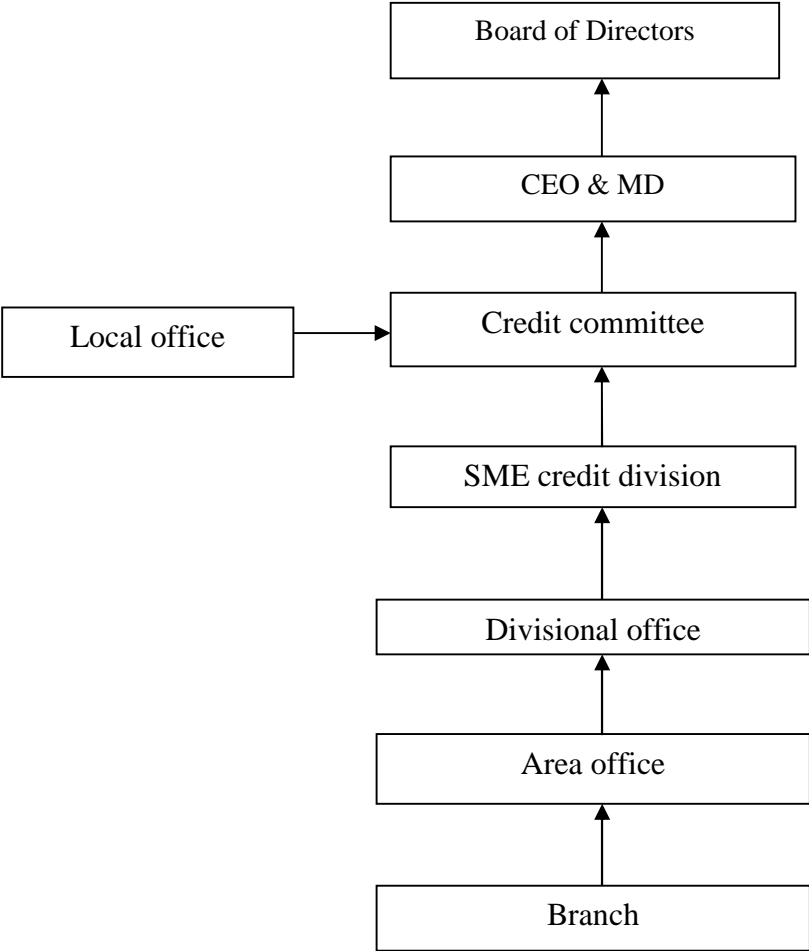 Board of Directors
CEO & MD
Local office
Credit committee
SME credit division
Divisional office
Area office
Branch